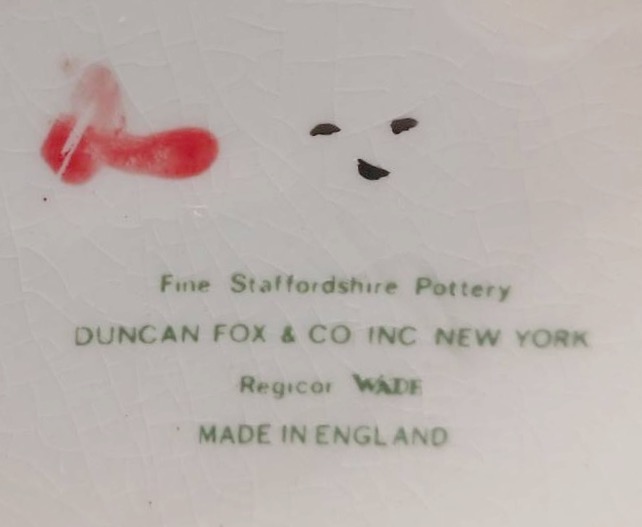 Fine Staffordshire Pottery
DUNCAN FOX & CO INC NEW YORK
Regicor WADE
MADE IN ENGLAND